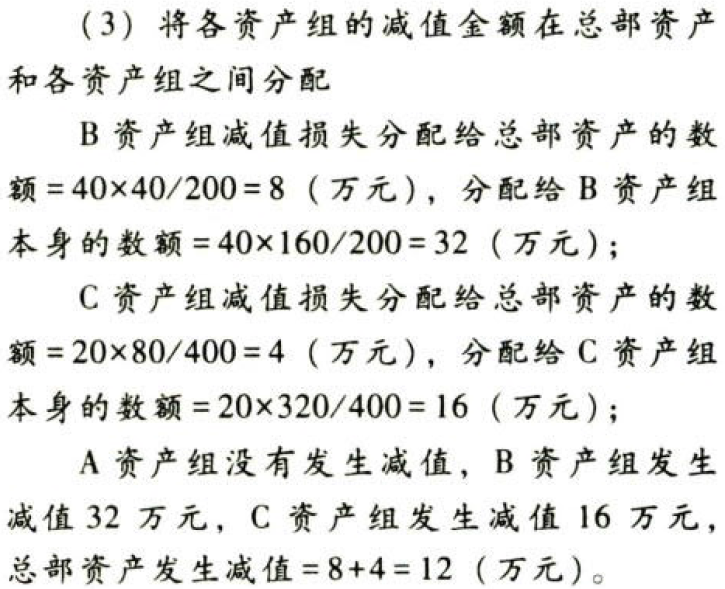 (3) 将各资产组的减值金额在总部资产
和各资产组之间分配
B 资产组减值损失分配给总部资产的数
额=40×40/200=8 (万元), 分配给 B 资产组
本身的数额=40×160/200=32 (万元);
C 资产组减值损失分配给总部资产的数
额=20×80/400=4 (万元), 分配给 C 资产组
本身的数额=20×320/400=16 (万元);
A 资产组没有发生减值, B 资产组发生
减值 32 万元, C 资产组发生减值 16 万元,
总部资产发生减值=8+4=12 (万元)。